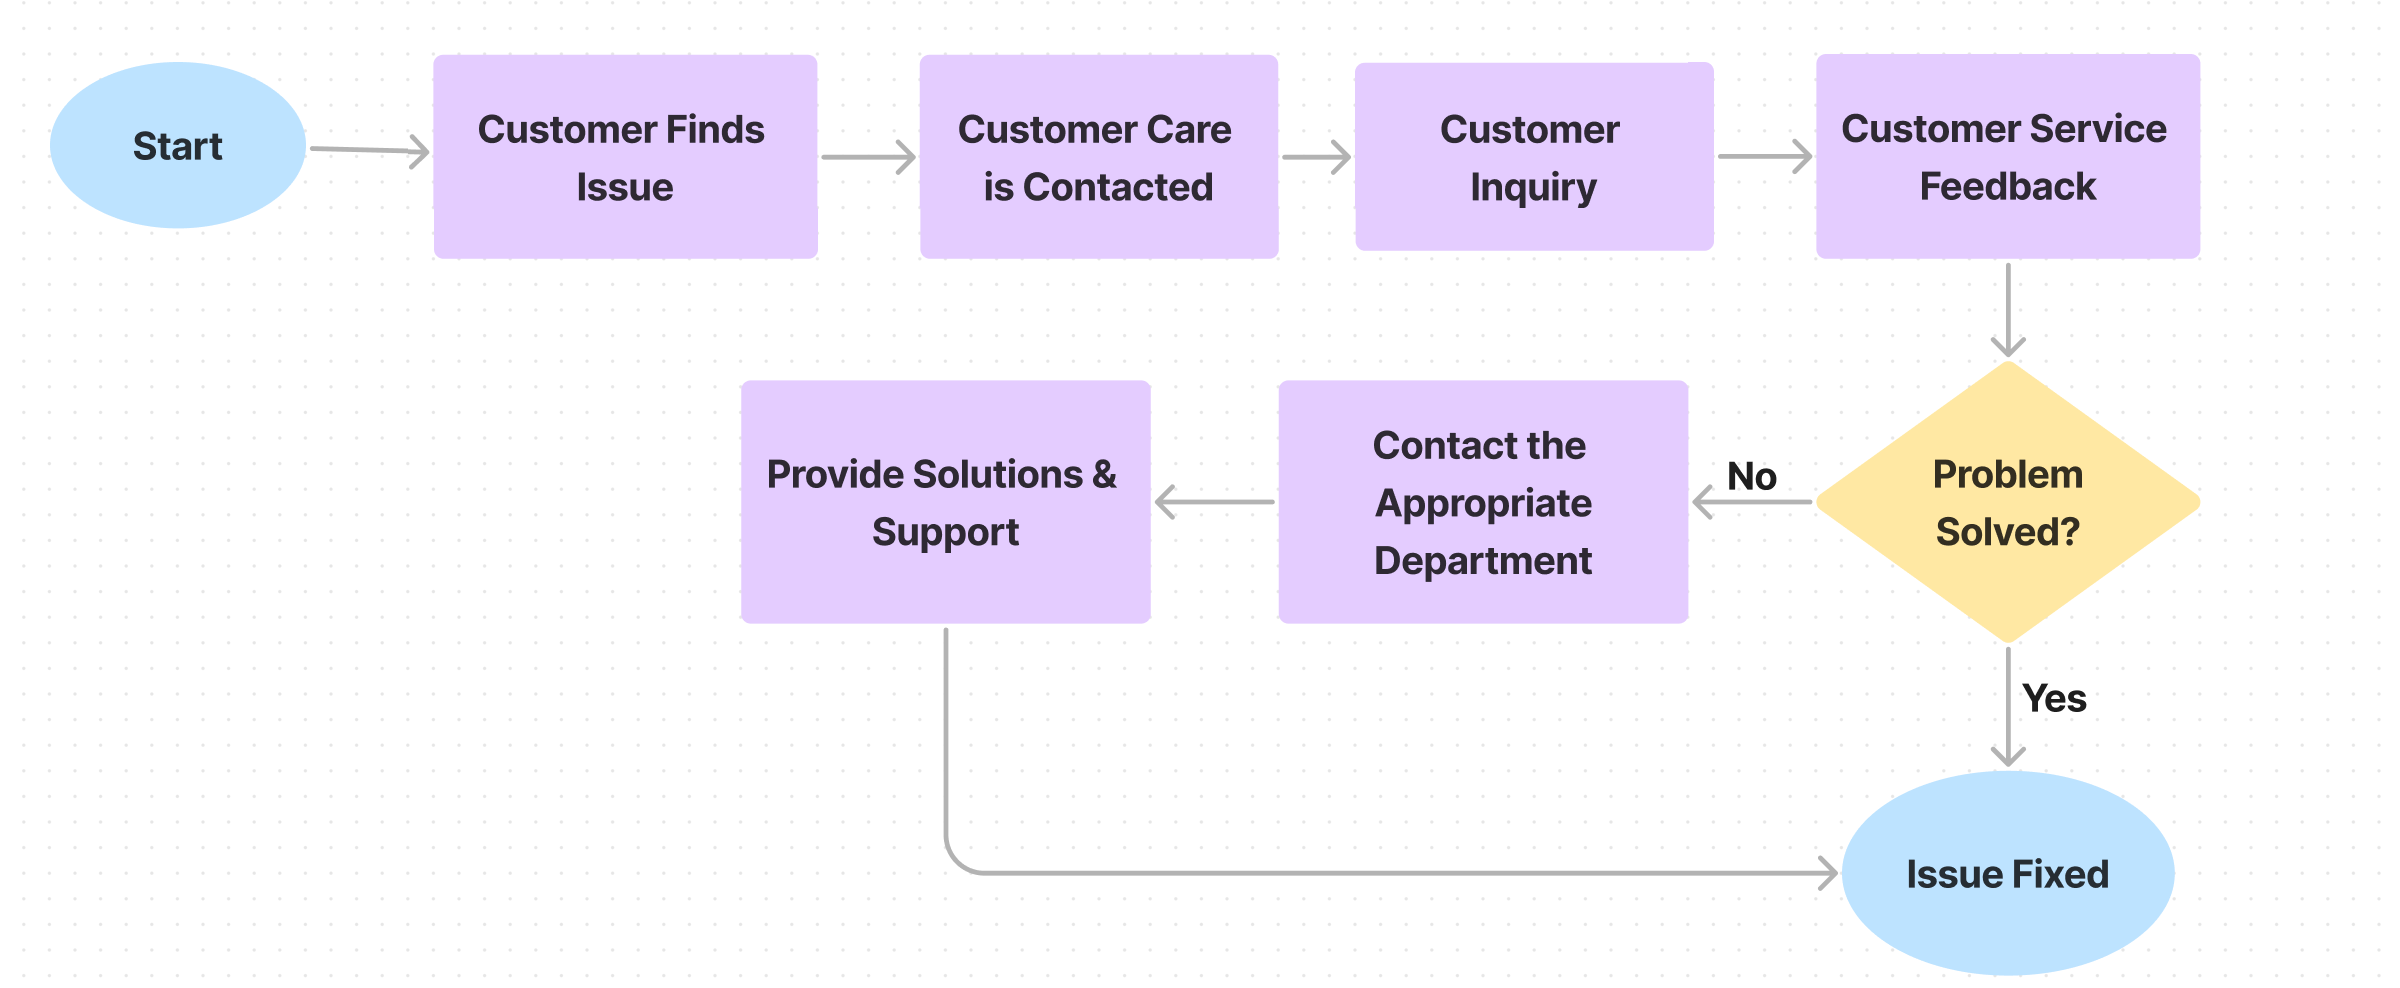 Start
Customer Finds
Issue
Customer Care
is Contacted
Customer
Inquiry
Customer Service
Feedback
Problem
Solved?
No
Contact the
Appropriate
Department
Provide Solutions &
Support
Yes
Issue Fixed